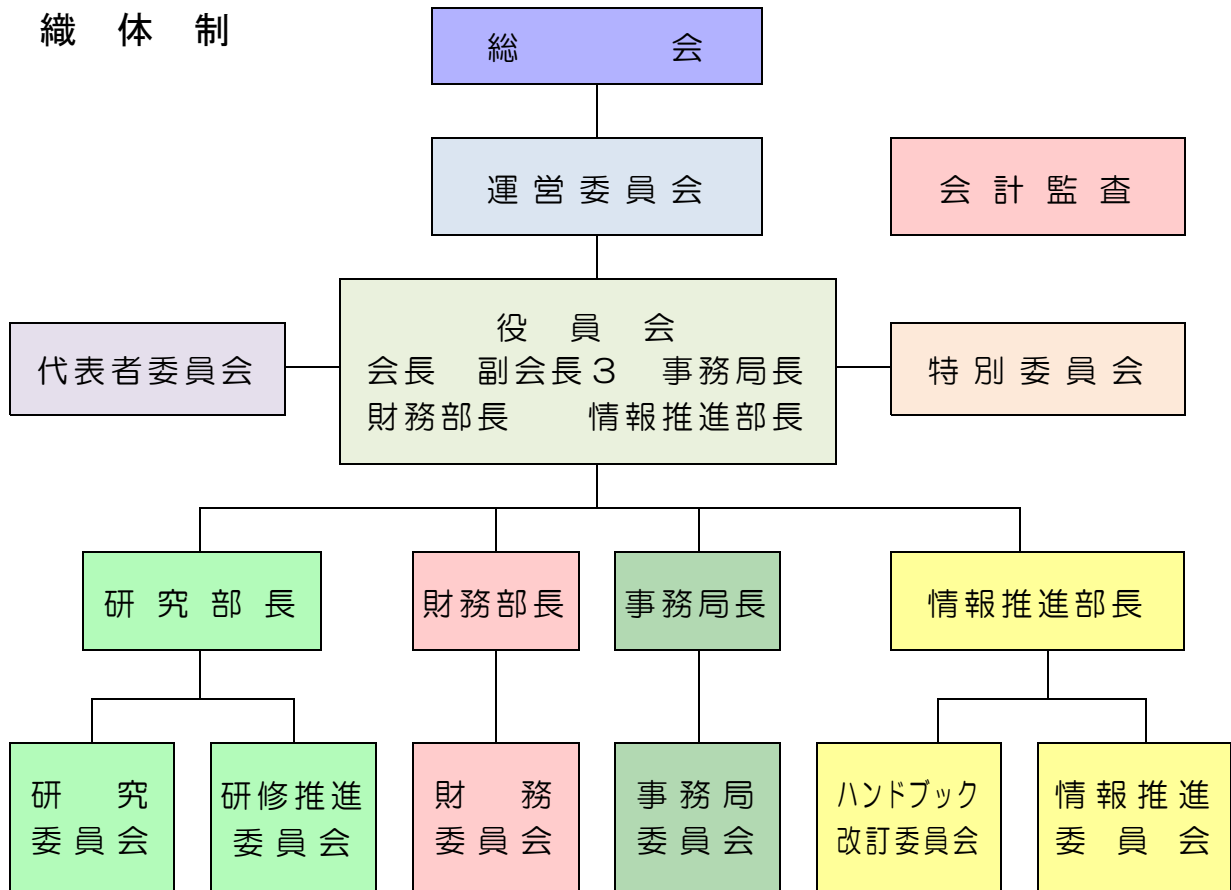 織体制
総会
運営委員会
会計監査
代表者委員会
役員会
会長 副会長３ 事務局長
財務部長 情報推進部長
特別委員会
研究部長
財務部長
事務局長
情報推進部長
研究
委員会
研修推進
委員会
財務
委員会
事務局
委員会
ハンドブック
改訂委員会
情報推進
委員会